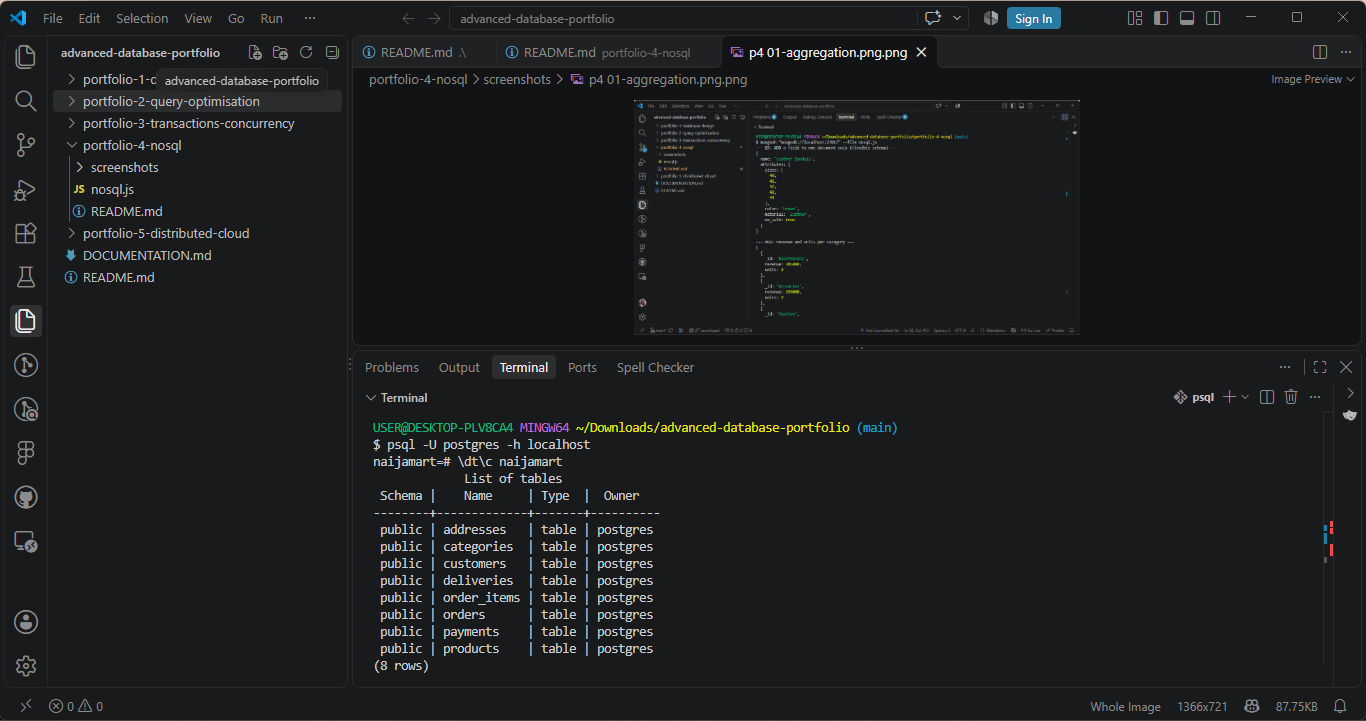 File Edit Selection View Go Run ··· advanced-database-portfolio Sign In
advanced-database-portfolio
portfolio-1-d
advanced-database-portfolio
portfolio-2-query-optimisation
portfolio-3-transactions-concurrency
portfolio-4-nosql
screenshots
JS nosql.js
README.md
portfolio-5-distributed-cloud
DOCUMENTATION.md
README.md
README.md .\ README.md portfolio-4-nosql p4 01-aggregation.png.png
portfolio-4-nosql > screenshots > p4 01-aggregation.png.png Image Preview
Problems Output Terminal Ports Spell Checker
Terminal psql
USER@DESKTOP-PLV8CA4 MINGW64 ~/Downloads/advanced-database-portfolio (main)
$ psql -U postgres -h localhost
naijamart=# \dt\c naijamart
List of tables
Schema | Name | Type | Owner
--------+-------------+-------+----------
public | addresses | table | postgres
public | categories | table | postgres
public | customers | table | postgres
public | deliveries | table | postgres
public | order_items | table | postgres
public | orders | table | postgres
public | payments | table | postgres
public | products | table | postgres
(8 rows)
0 0 Whole Image 1366x721 87.75KB